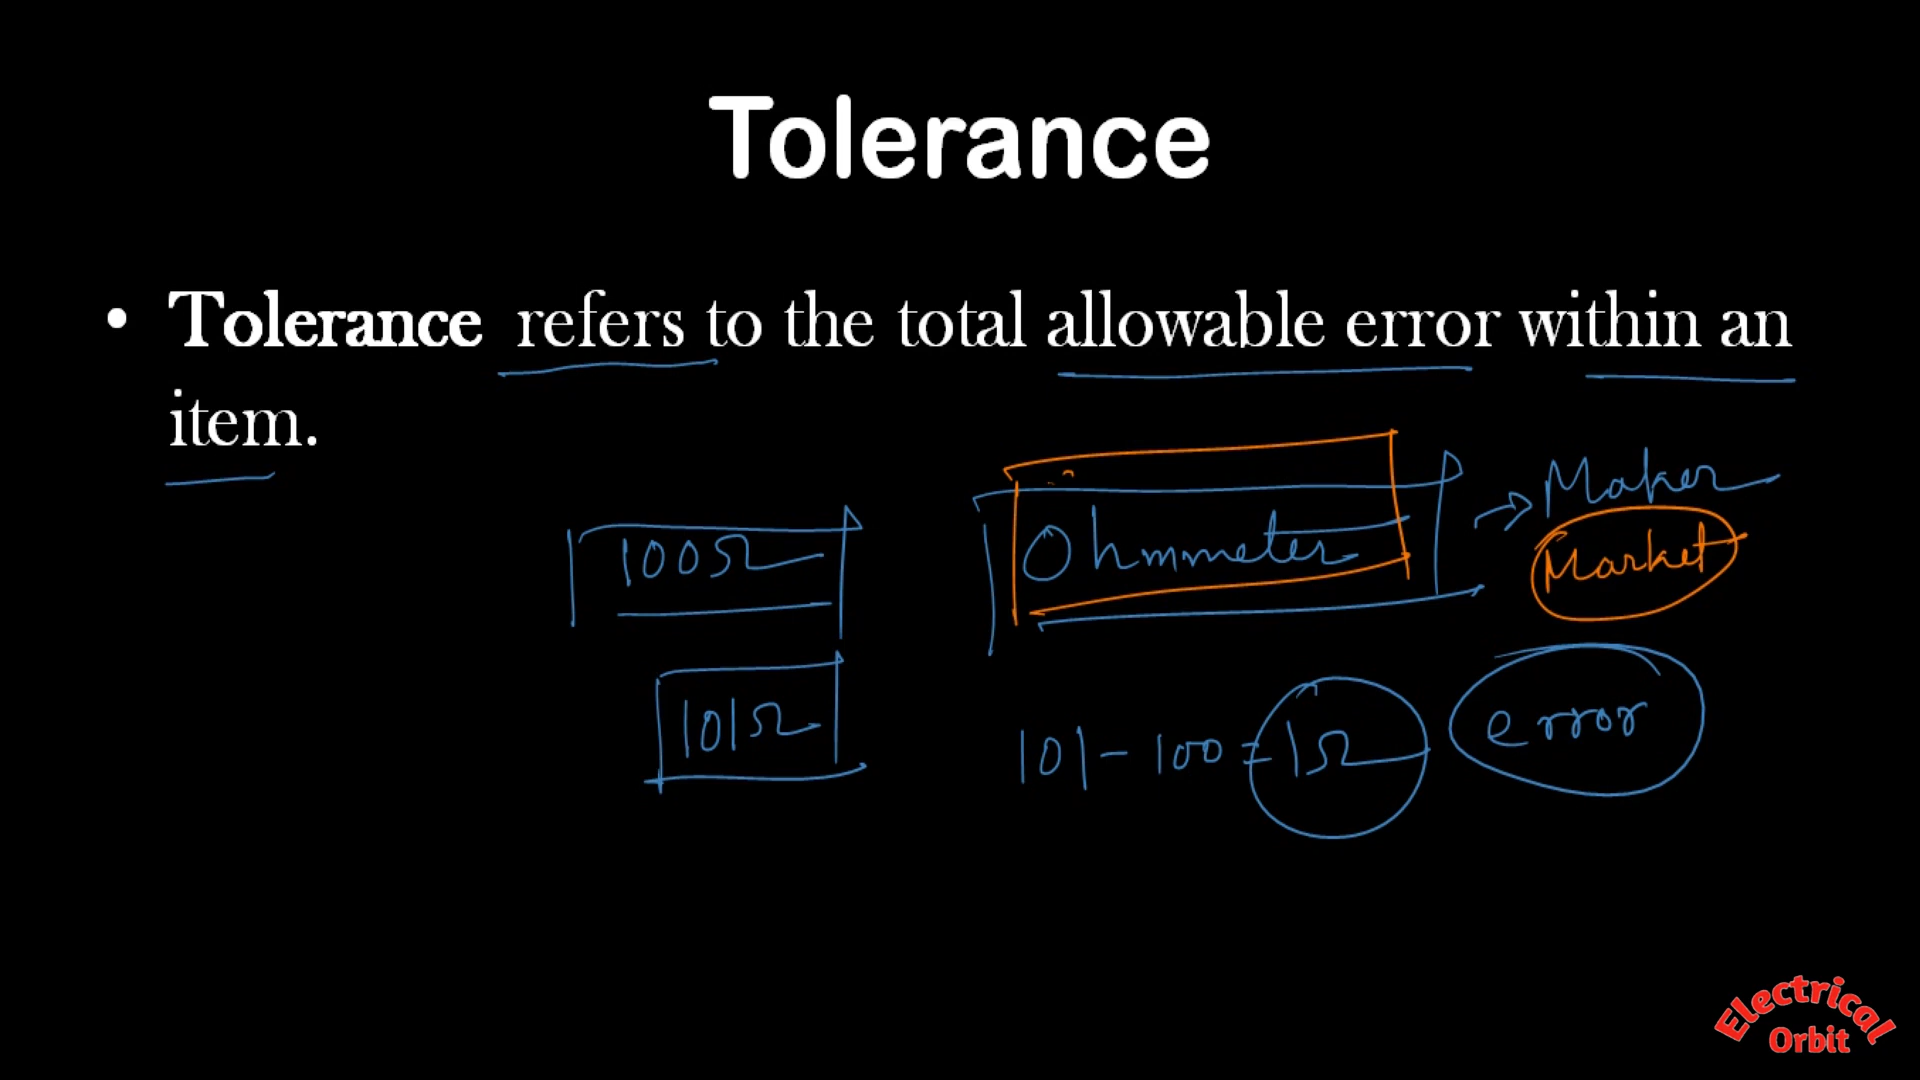 Tolerance
• Tolerance refers to the total allowable error within an
item.
100Ω
Ohmmeter
Maker
Market
101Ω
101 - 100 = 1Ω
error
Electrical
Orbit